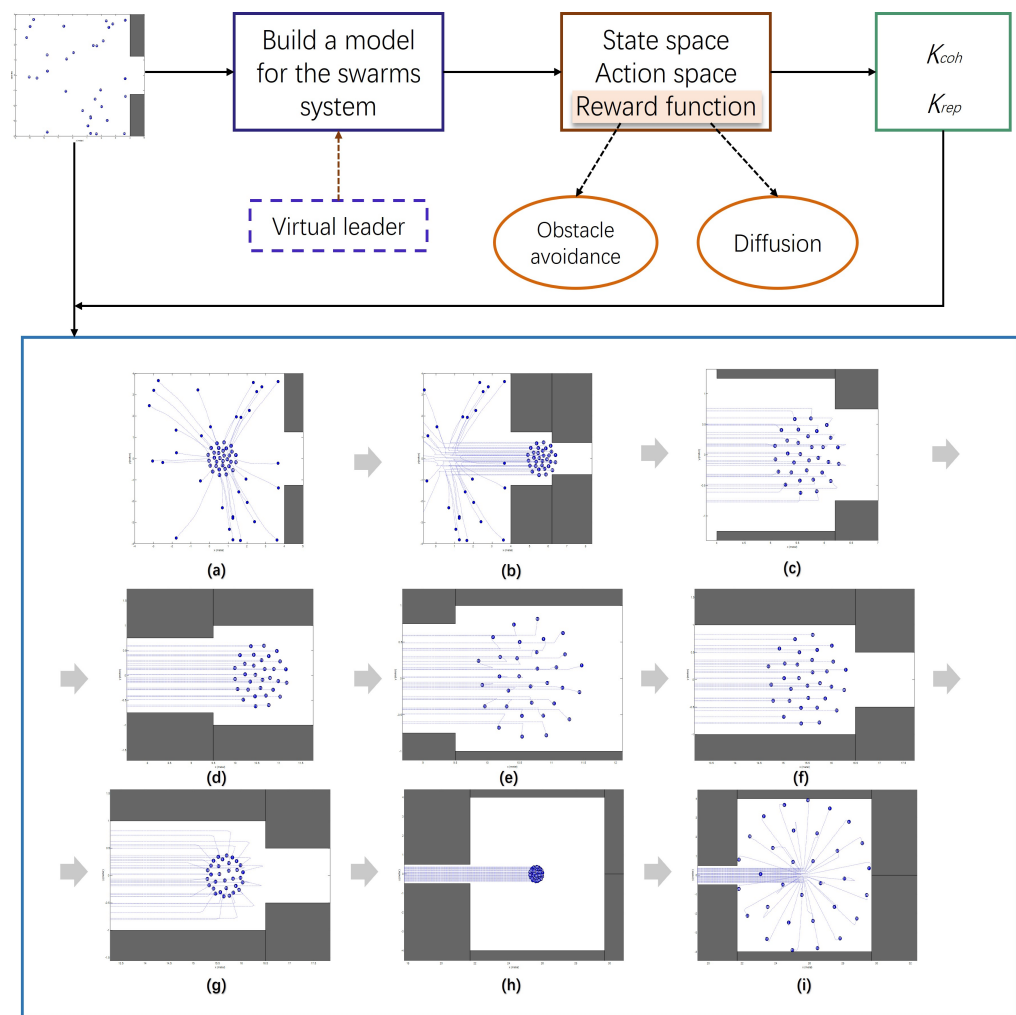 Build a model
for the swarms
system
State space
Action space
Reward function
Kcoh
Krep
Virtual leader
Obstacle
avoidance
Diffusion
(a)
(b)
(c)
(d)
(e)
(f)
(g)
(h)
(i)